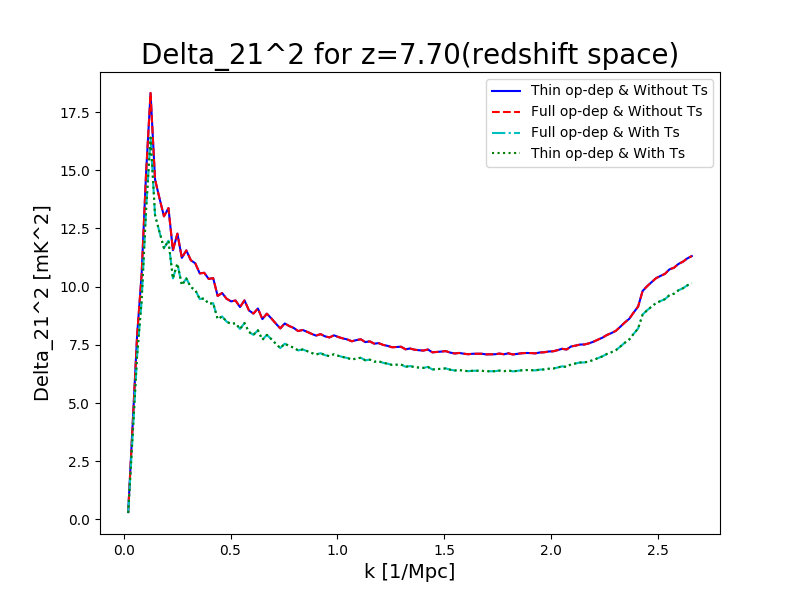 Delta_21^2 for z=7.70(redshift space)
Thin op-dep & Without Ts
Full op-dep & Without Ts
Full op-dep & With Ts
Thin op-dep & With Ts
Delta_21^2 [mK^2]
17.5
15.0
12.5
10.0
7.5
5.0
2.5
0.0
0.0 0.5 1.0 1.5 2.0 2.5
k [1/Mpc]